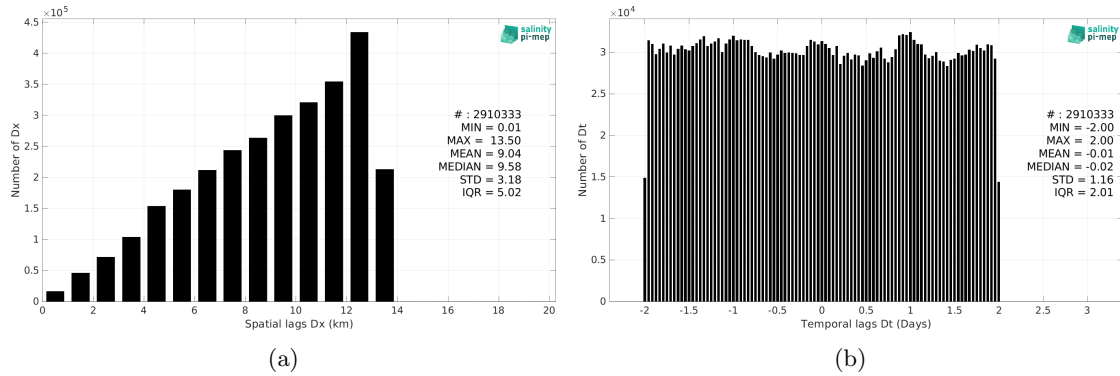 ×10⁵
4.5
4
3.5
3
2.5
2
1.5
1
0.5
0
Number of Dx
0 2 4 6 8 10 12 14 16 18 20
Spatial lags Dx (km)
salinity
pi-mep
# : 2910333
MIN = 0.01
MAX = 13.50
MEAN = 9.04
MEDIAN = 9.58
STD = 3.18
IQR = 5.02
(a)
×10⁴
3
2.5
2
1.5
1
0.5
0
Number of Dt
-2 -1.5 -1 -0.5 0 0.5 1 1.5 2 2.5 3
Temporal lags Dt (Days)
salinity
pi-mep
# : 2910333
MIN = -2.00
MAX = 2.00
MEAN = -0.01
MEDIAN = -0.02
STD = 1.16
IQR = 2.01
(b)